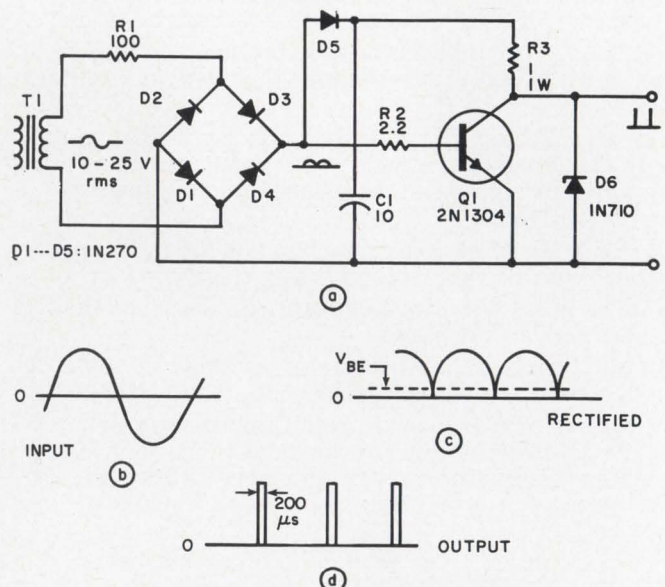 R1
100
D5
R3
1
1W
T1
D2
D3
R2
2.2
10-25 V
rms
D1
D4
C1
10
Q1
2N1304
D6
1N710
D1---D5: 1N270
a
0
INPUT
b
VBE
0
RECTIFIED
c
200
μs
0
OUTPUT
d